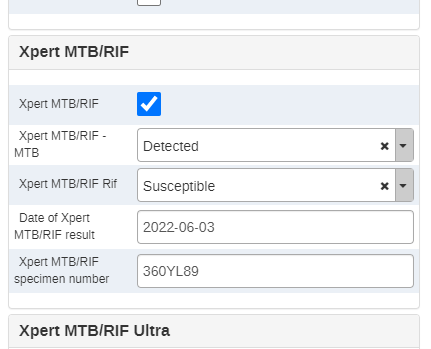 Xpert MTB/RIF
Xpert MTB/RIF
Xpert MTB/RIF -
MTB
Detected
Xpert MTB/RIF Rif
Susceptible
Date of Xpert
MTB/RIF result
2022-06-03
Xpert MTB/RIF
specimen number
360YL89
Xpert MTB/RIF Ultra